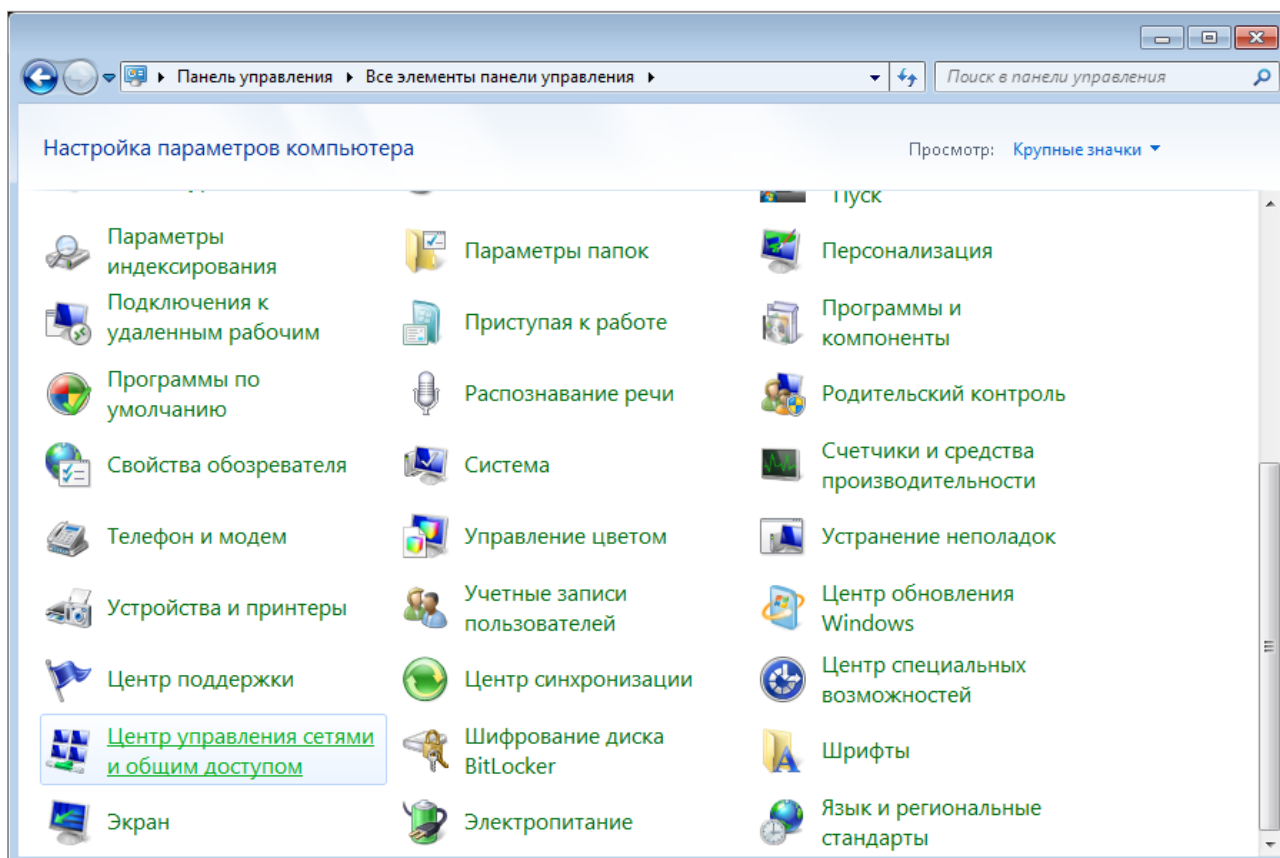 Панель управления ▸ Все элементы панели управления ▸
Поиск в панели управления
Настройка параметров компьютера
Просмотр: Крупные значки
Пуск
Параметры
индексирования
Параметры папок
Персонализация
Подключения к
удаленным рабочим
Приступая к работе
Программы и
компоненты
Программы по
умолчанию
Распознавание речи
Родительский контроль
Свойства обозревателя
Система
Счетчики и средства
производительности
Телефон и модем
Управление цветом
Устранение неполадок
Устройства и принтеры
Учетные записи
пользователей
Центр обновления
Windows
Центр поддержки
Центр синхронизации
Центр специальных
возможностей
Центр управления сетями
и общим доступом
Шифрование диска
BitLocker
Шрифты
Экран
Электропитание
Язык и региональные
стандарты